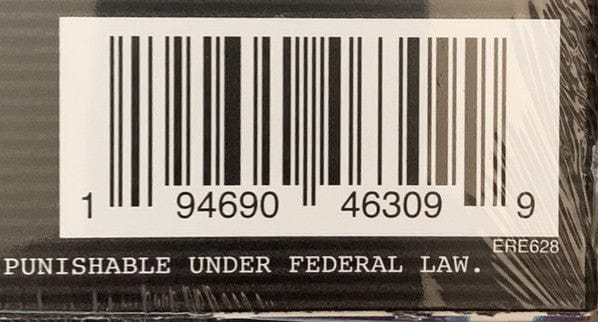 1 94690 46309 9
ERE628
PUNISHABLE UNDER FEDERAL LAW.